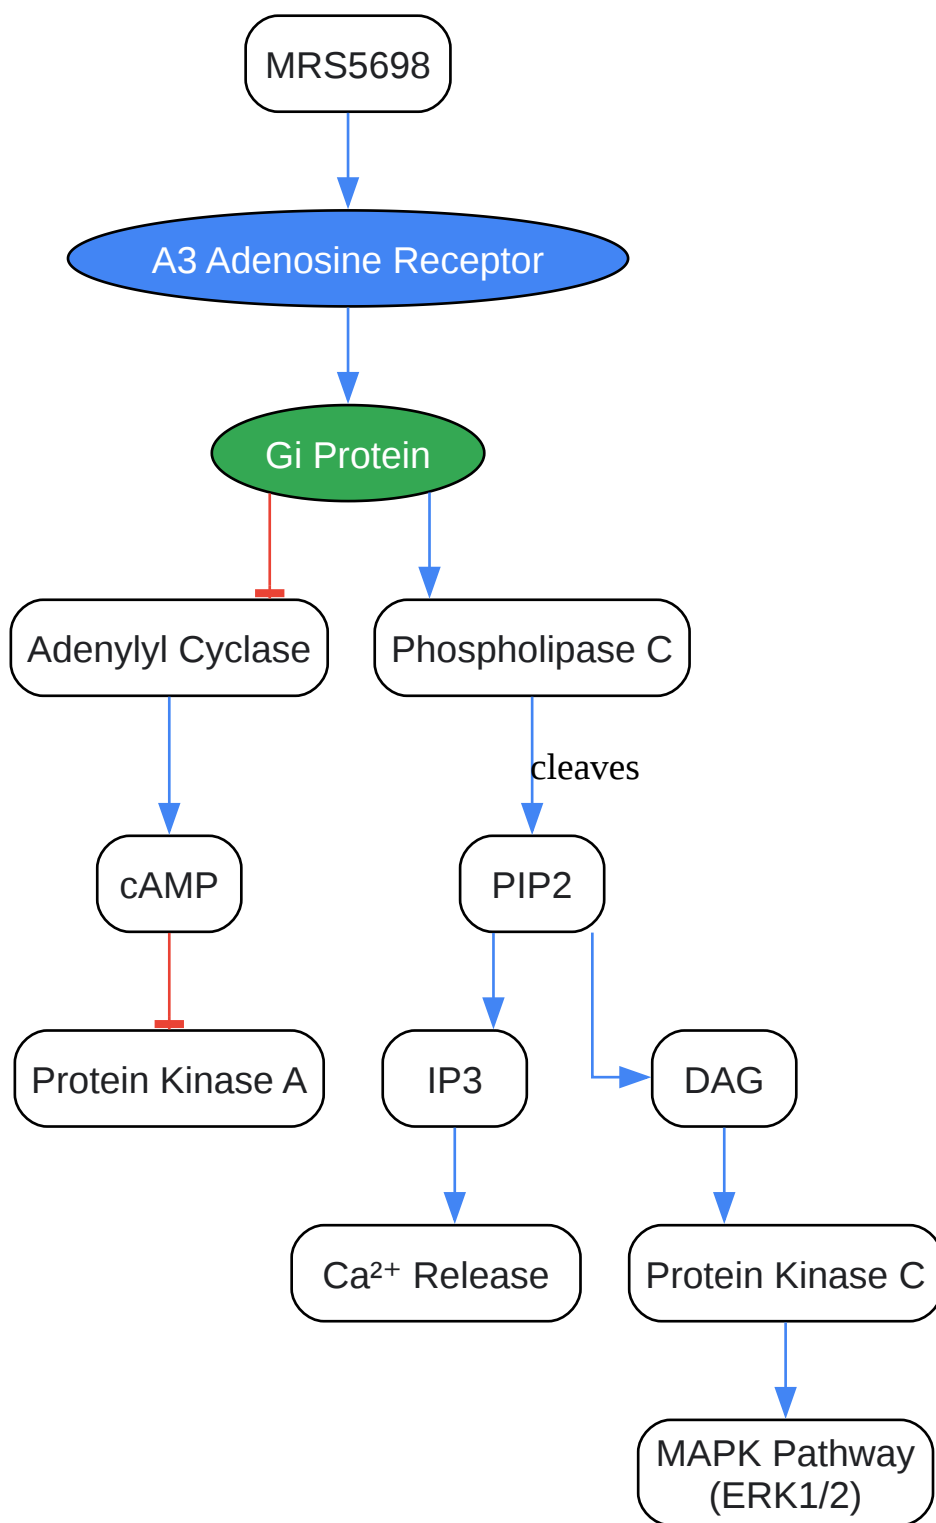 MRS5698
A3 Adenosine Receptor
Gi Protein
Adenylyl Cyclase
Phospholipase C
cleaves
cAMP
PIP2
Protein Kinase A
IP3
DAG
Ca²⁺ Release
Protein Kinase C
MAPK Pathway
(ERK1/2)